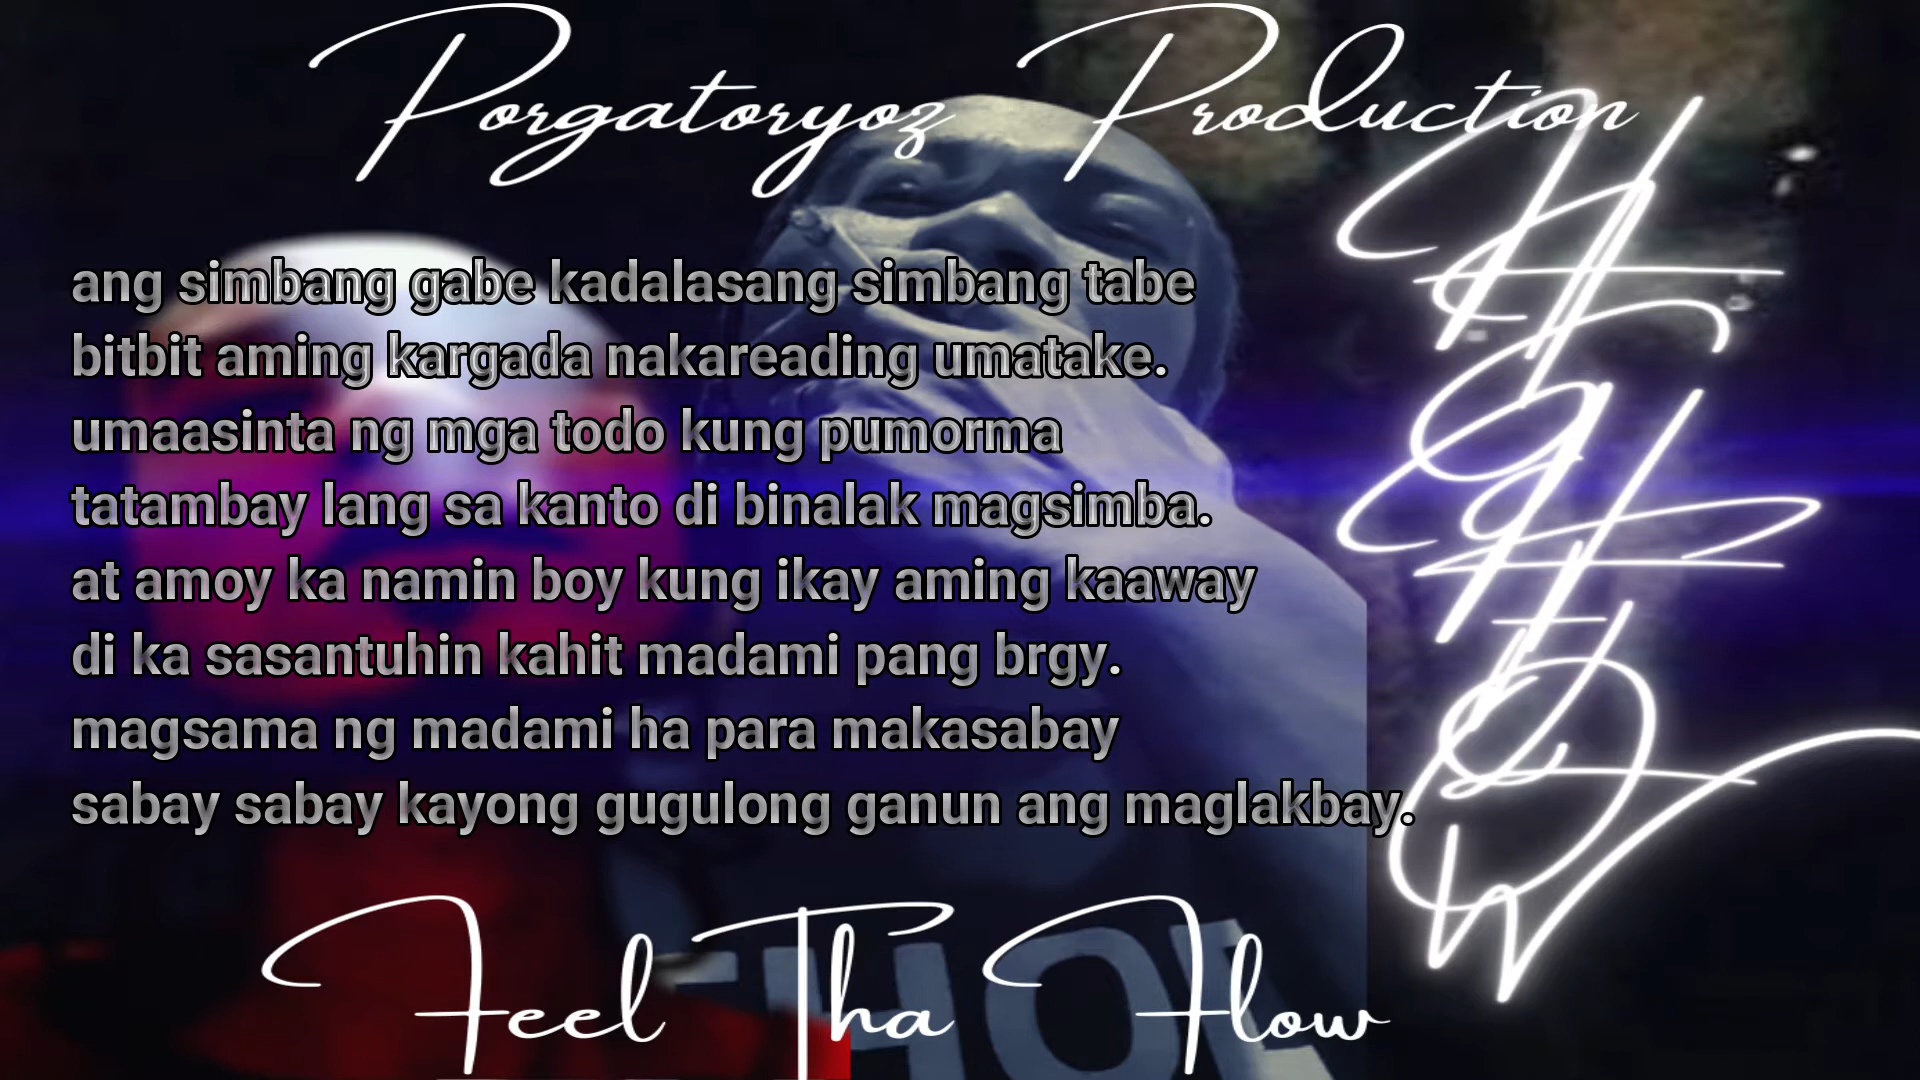 Porgatoryoz Production
ang simbang gabe kadalasang simbang tabe
bitbit aming kargada nakareading umatake.
umaasinta ng mga todo kung pumorma
tatambay lang sa kanto di binalak magsimba.
at amoy ka namin boy kung ikay aming kaaway
di ka sasantuhin kahit madami pang brgy.
magsama ng madami ha para makasabay
sabay sabay kayong gugulong ganun ang maglakbay.
Feel Tha Flow